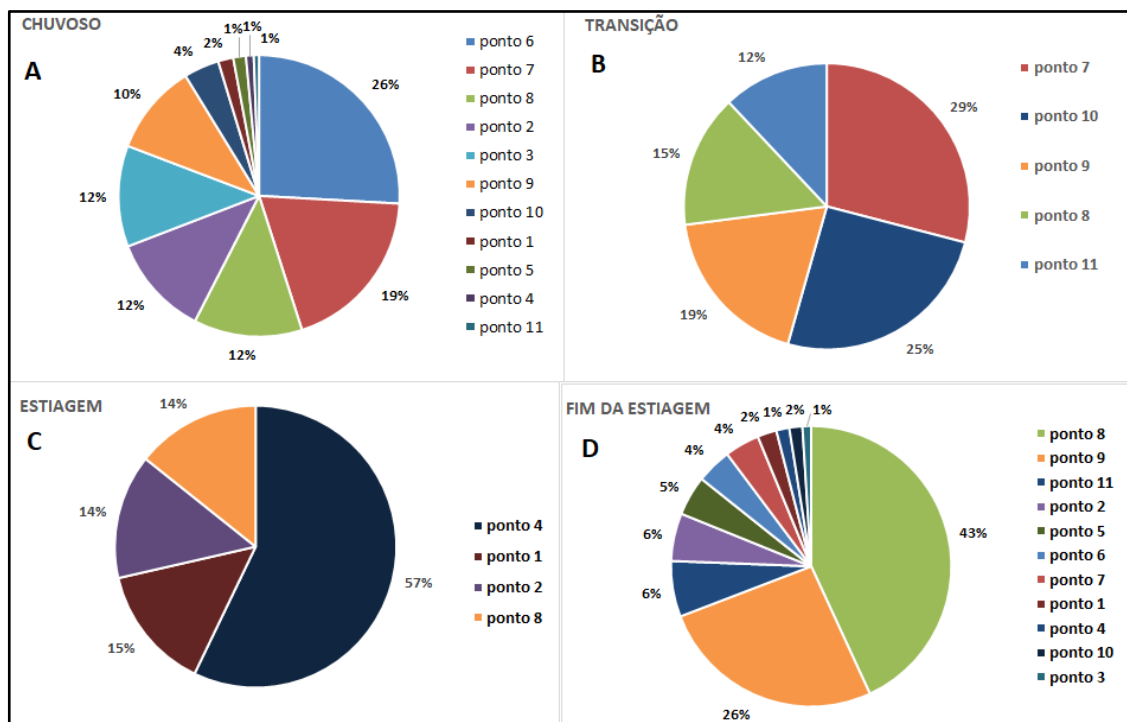 CHUVOSO
A
26%
19%
12%
12%
12%
10%
4%
2%
1%
1%
1%
ponto 6
ponto 7
ponto 8
ponto 2
ponto 3
ponto 9
ponto 10
ponto 1
ponto 5
ponto 4
ponto 11
TRANSIÇÃO
B
29%
25%
19%
15%
12%
ponto 7
ponto 10
ponto 9
ponto 8
ponto 11
ESTIAGEM
C
57%
15%
14%
14%
ponto 4
ponto 1
ponto 2
ponto 8
FIM DA ESTIAGEM
D
43%
26%
6%
6%
5%
4%
4%
2%
1%
2%
1%
ponto 8
ponto 9
ponto 11
ponto 2
ponto 5
ponto 6
ponto 7
ponto 1
ponto 4
ponto 10
ponto 3